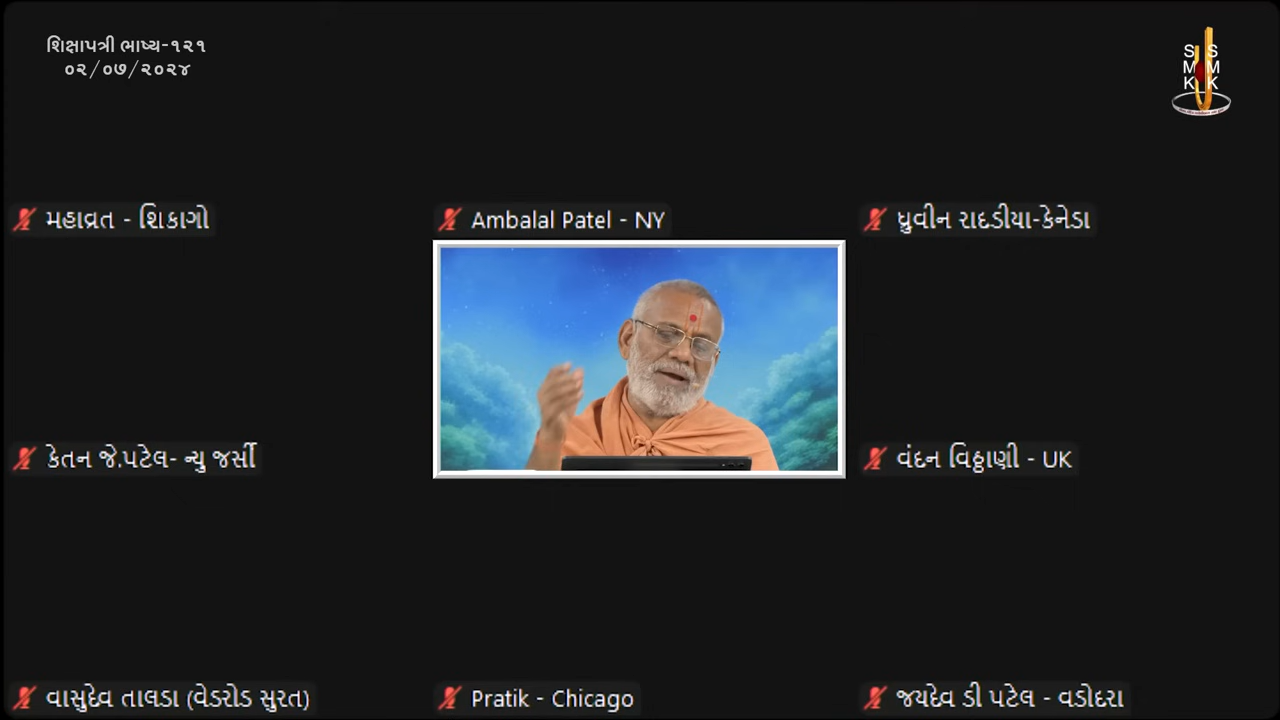 શિક્ષાપત્રી ભાષ્ય-૧૨૧
૦૨/૦૭/૨૦૨૪
S S
M M
K K
મહાવ્રત - શિકાગો
Ambalal Patel - NY
ધ્રુવીન રાદડીયા-કેનેડા
કેતન જે.પટેલ- ન્યુ જર્સી
વંદન વિઠ્ઠાણી - UK
વાસુદેવ તાલડા (વેડરોડ સુરત)
Pratik - Chicago
જયદેવ ડી પટેલ - વડોદરા